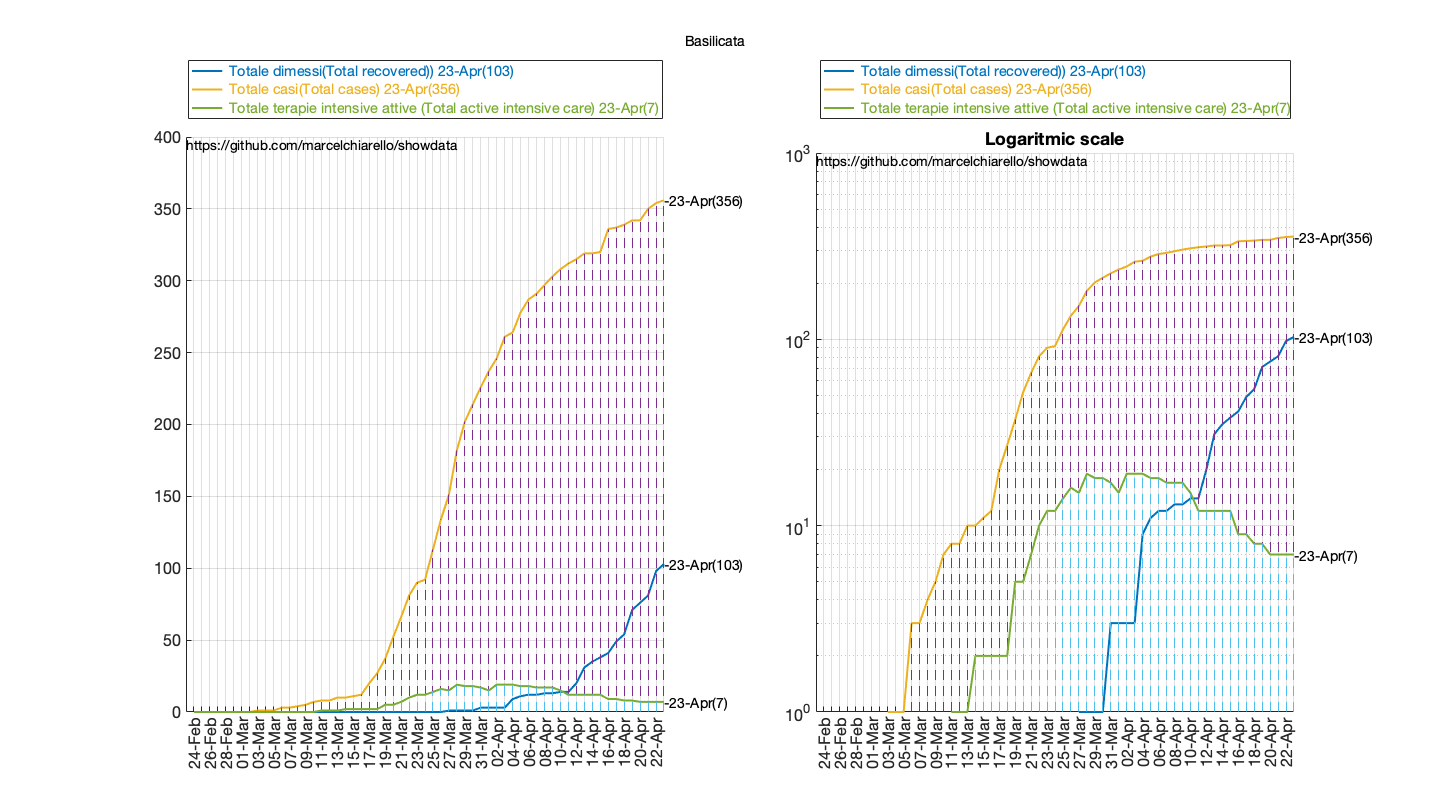 Basilicata
Totale dimessi(Total recovered)) 23-Apr(103)
Totale casi(Total cases) 23-Apr(356)
Totale terapie intensive attive (Total active intensive care) 23-Apr(7)
https://github.com/marcelchiarello/showdata
400
350
300
250
200
150
100
50
0
-23-Apr(356)
-23-Apr(103)
-23-Apr(7)
24-Feb
26-Feb
28-Feb
01-Mar
03-Mar
05-Mar
07-Mar
09-Mar
11-Mar
13-Mar
15-Mar
17-Mar
19-Mar
21-Mar
23-Mar
25-Mar
27-Mar
29-Mar
31-Mar
02-Apr
04-Apr
06-Apr
08-Apr
10-Apr
12-Apr
14-Apr
16-Apr
18-Apr
20-Apr
22-Apr
Totale dimessi(Total recovered)) 23-Apr(103)
Totale casi(Total cases) 23-Apr(356)
Totale terapie intensive attive (Total active intensive care) 23-Apr(7)
Logaritmic scale
https://github.com/marcelchiarello/showdata
10^3
10^2
10^1
10^0
-23-Apr(356)
-23-Apr(103)
-23-Apr(7)
24-Feb
26-Feb
28-Feb
01-Mar
03-Mar
05-Mar
07-Mar
09-Mar
11-Mar
13-Mar
15-Mar
17-Mar
19-Mar
21-Mar
23-Mar
25-Mar
27-Mar
29-Mar
31-Mar
02-Apr
04-Apr
06-Apr
08-Apr
10-Apr
12-Apr
14-Apr
16-Apr
18-Apr
20-Apr
22-Apr